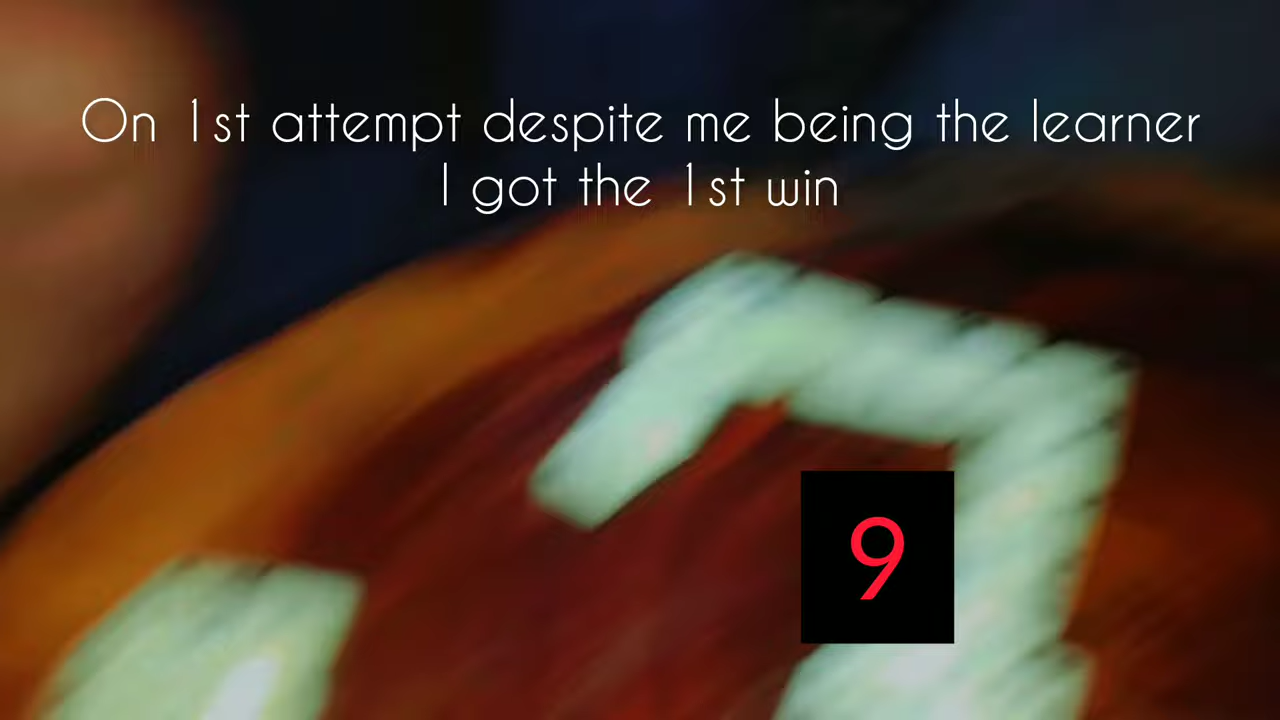 On 1st attempt despite me being the learner
I got the 1st win
9